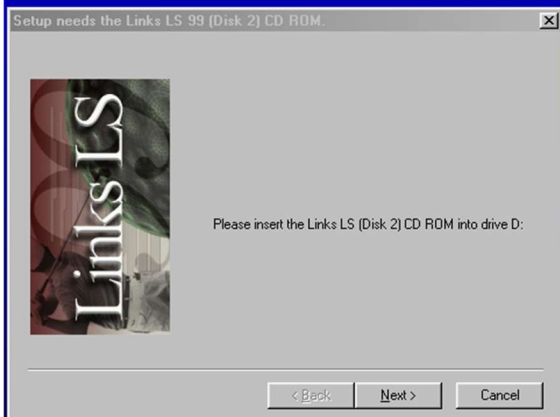 Setup needs the Links LS 99 (Disk 2) CD ROM.
Links LS
Please insert the Links LS (Disk 2) CD ROM into drive D:
< Back
Next >
Cancel